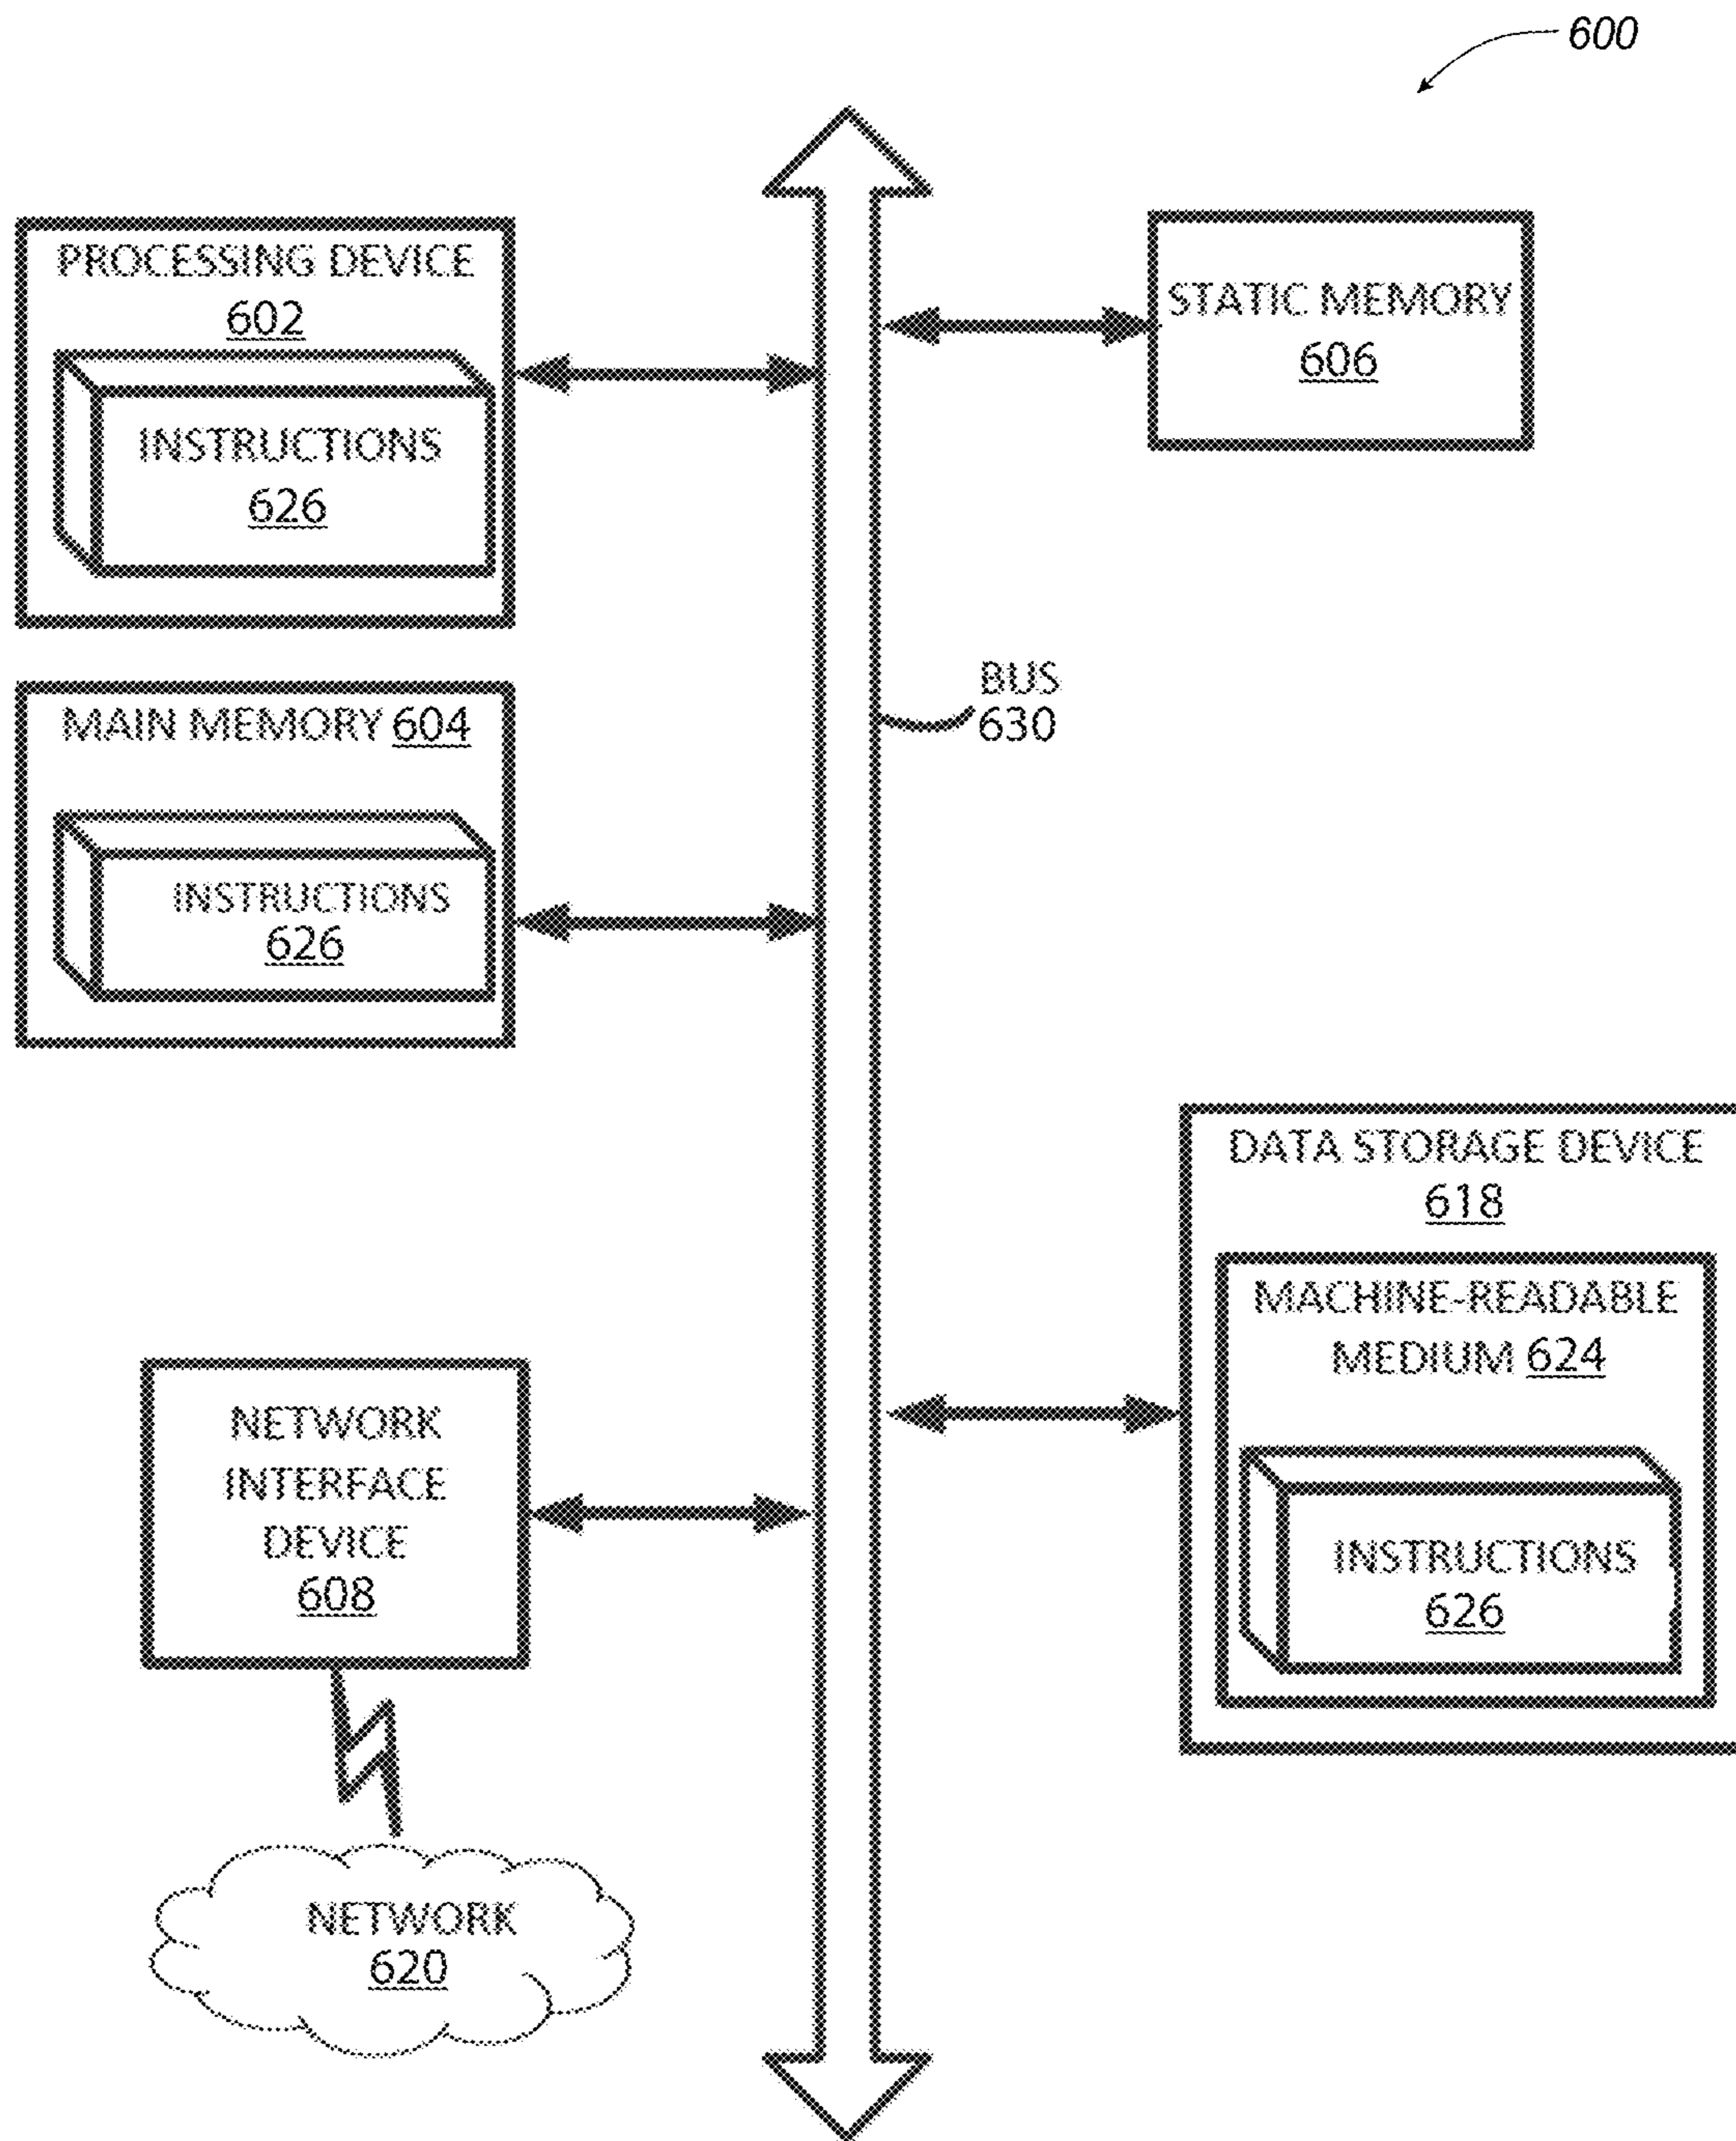 600
PROCESSING DEVICE
602
INSTRUCTIONS
626
STATIC MEMORY
606
MAIN MEMORY 604
INSTRUCTIONS
626
BUS
630
DATA STORAGE DEVICE
618
MACHINE-READABLE
MEDIUM 624
INSTRUCTIONS
626
NETWORK
INTERFACE
DEVICE
608
NETWORK
620